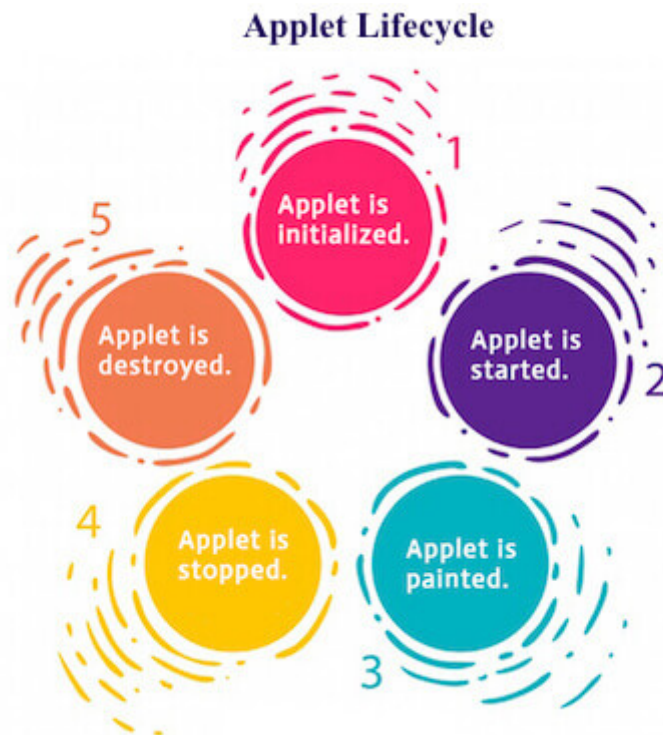 Applet Lifecycle
1
Applet is
initialized.
2
Applet is
started.
3
Applet is
painted.
4
Applet is
stopped.
5
Applet is
destroyed.